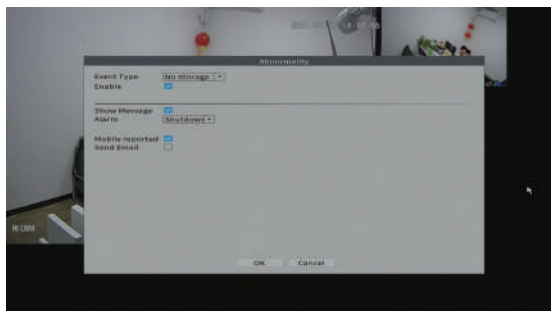 Abnormality
Event Type No Storage
Enable
Show Message
Alarm Shutdown
Mobile reported
Send Email
OK Cancel